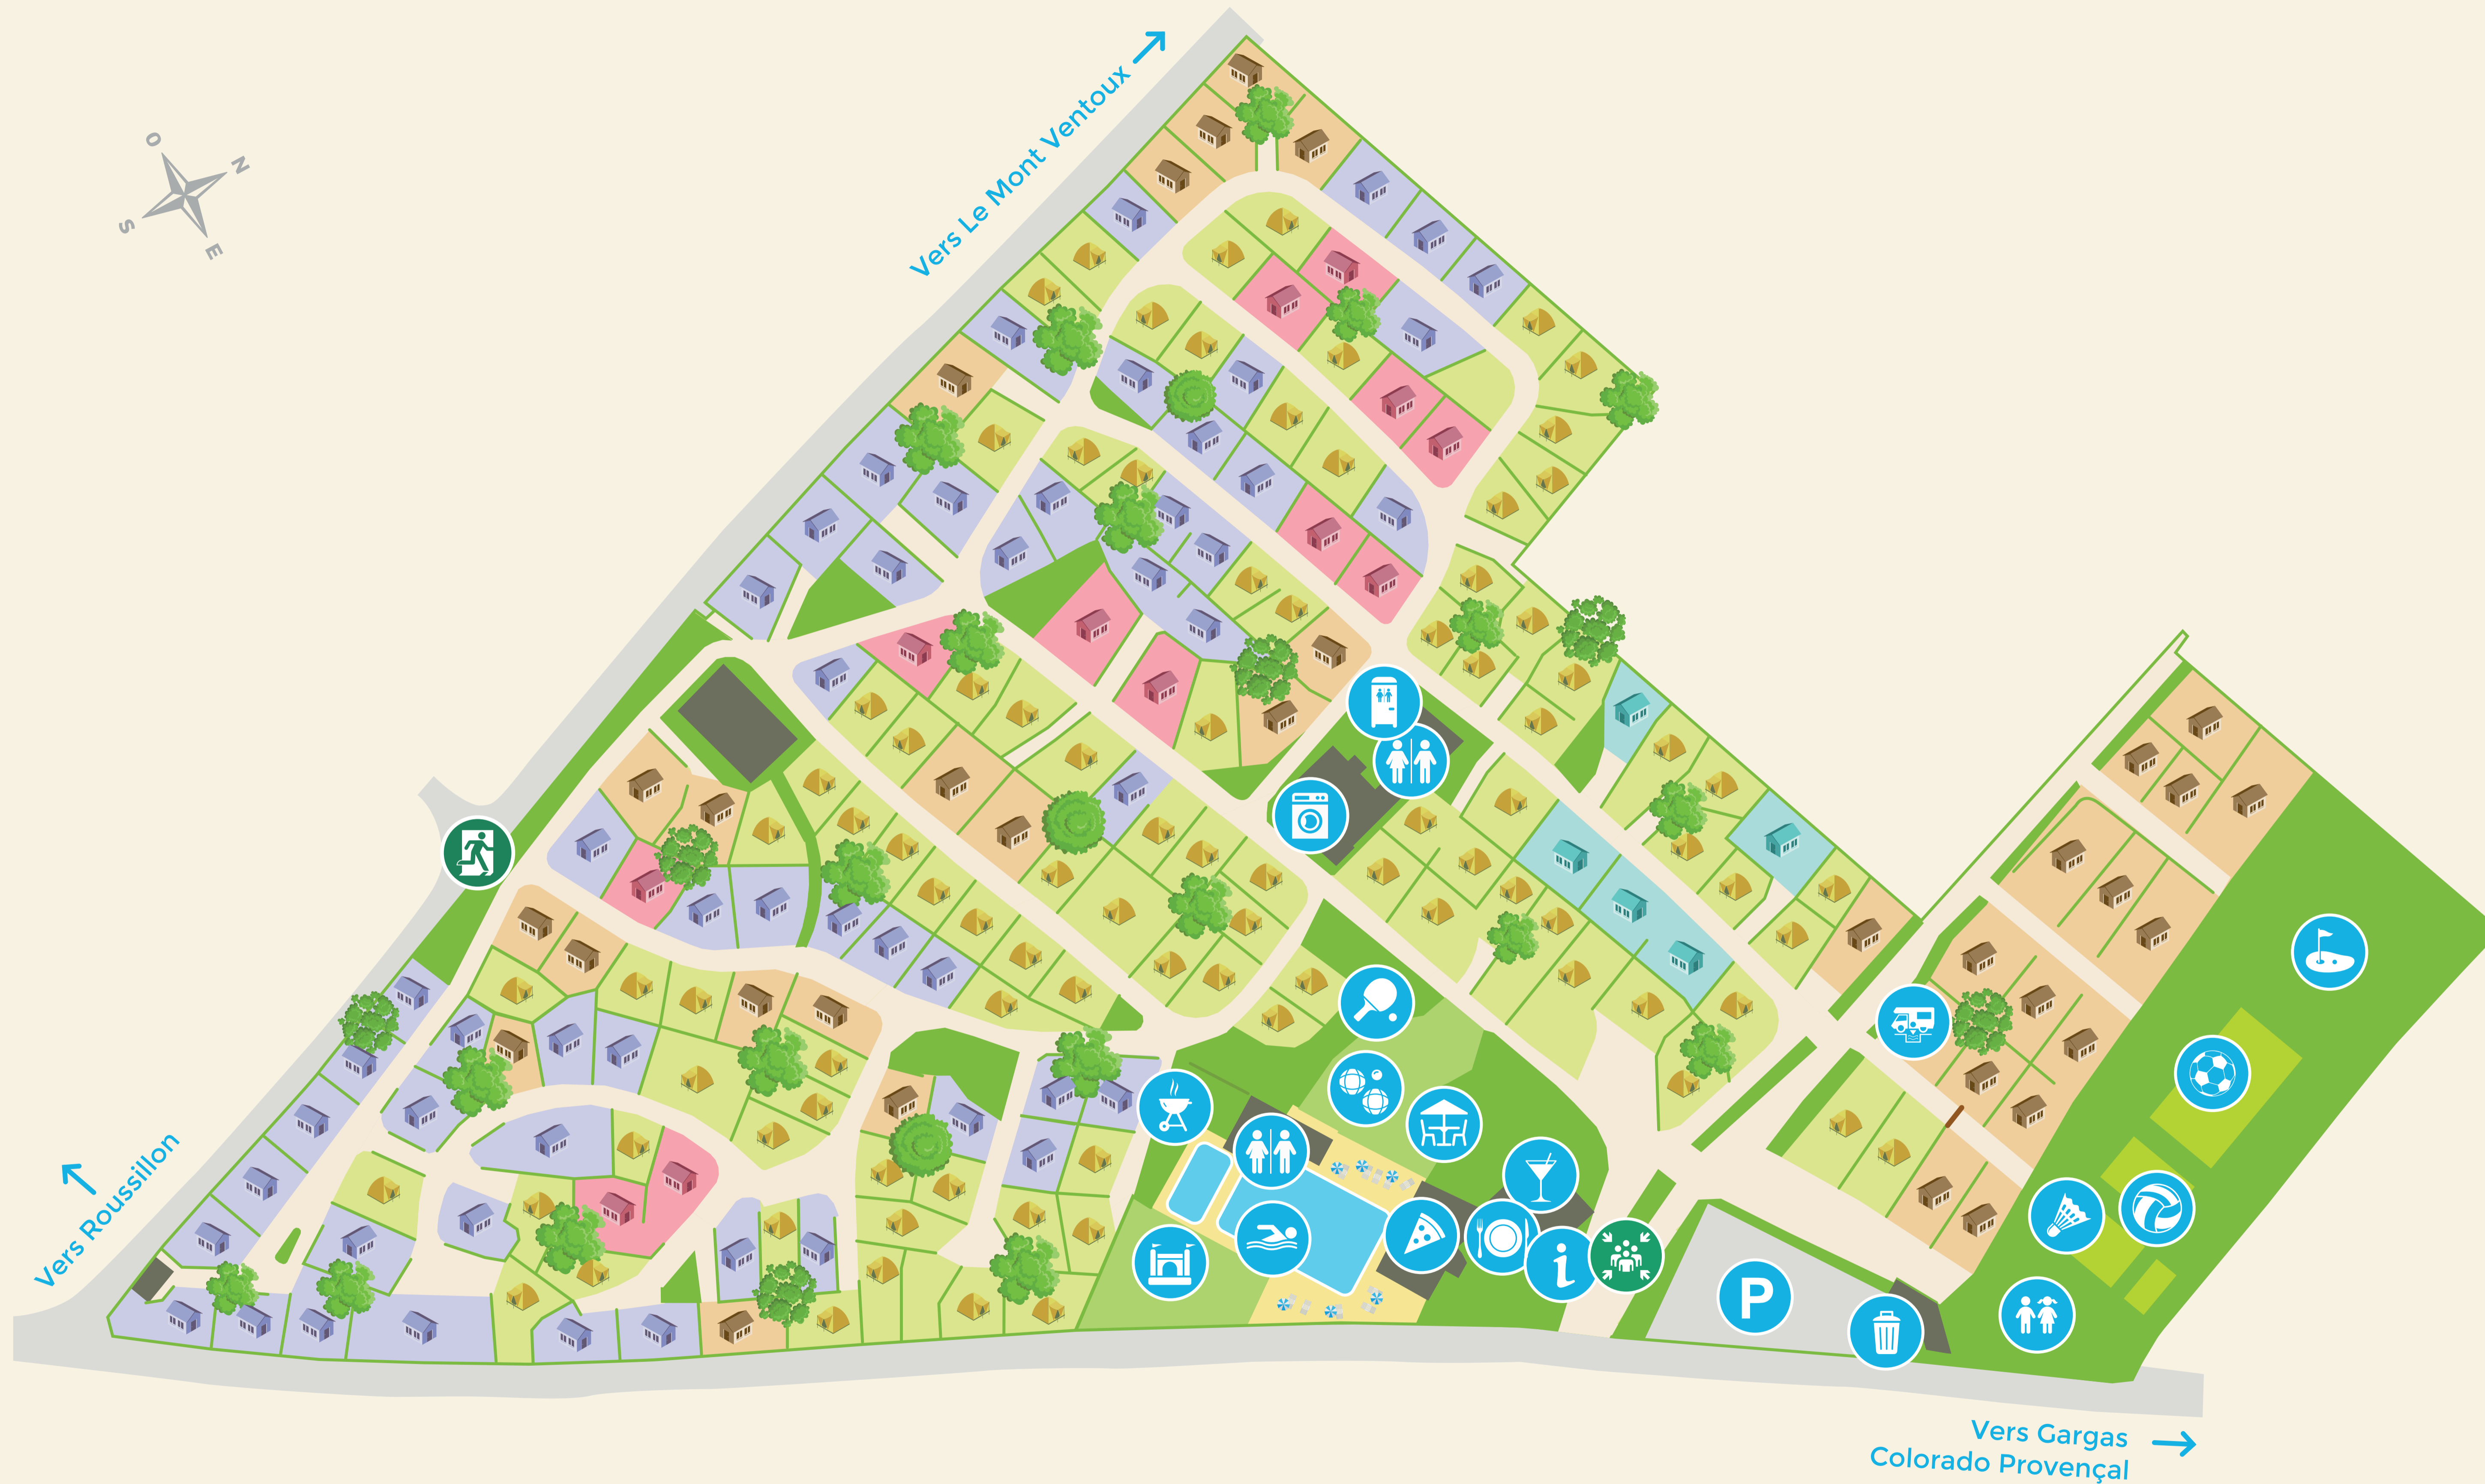 Vers Le Mont Ventoux
O
N
S
E
Vers Roussillon
i
P
Vers Gargas
Colorado Provençal